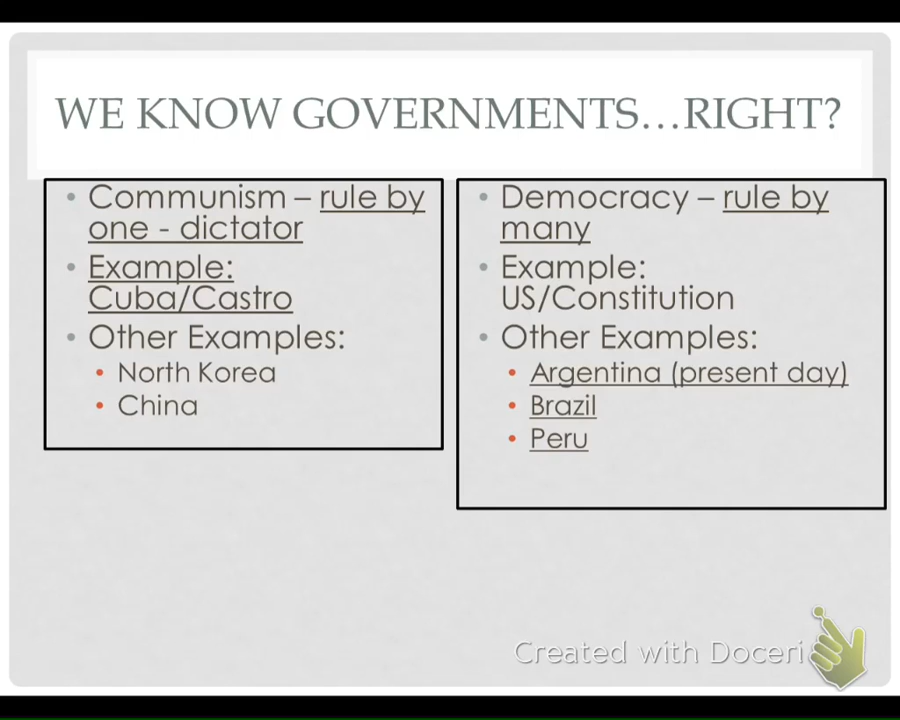 WE KNOW GOVERNMENTS...RIGHT?
• Communism – rule by
one - dictator
• Example:
Cuba/Castro
• Other Examples:
• North Korea
• China
• Democracy – rule by
many
• Example:
US/Constitution
• Other Examples:
• Argentina (present day)
• Brazil
• Peru
Created with Doceri